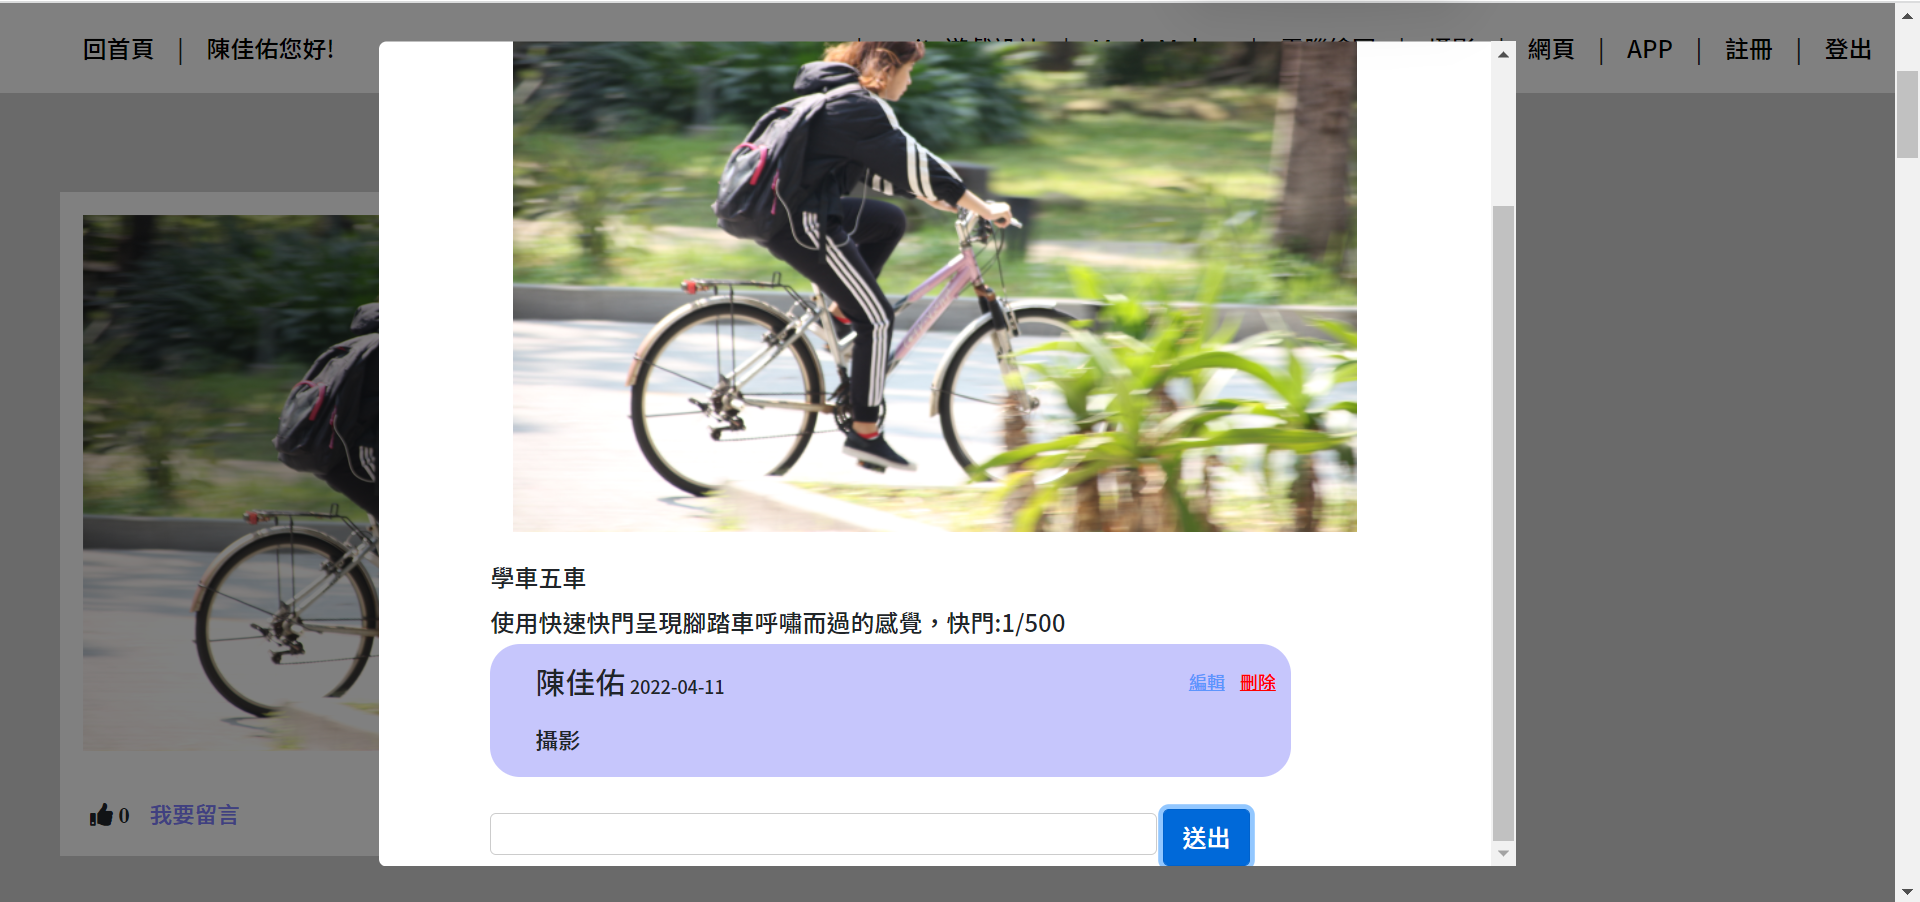 回首頁 | 陳佳佑您好!
網頁 | APP | 註冊 | 登出
學車五車
使用快速快門呈現腳踏車呼嘯而過的感覺，快門:1/500
陳佳佑 2022-04-11 編輯 刪除
攝影
0 我要留言
送出